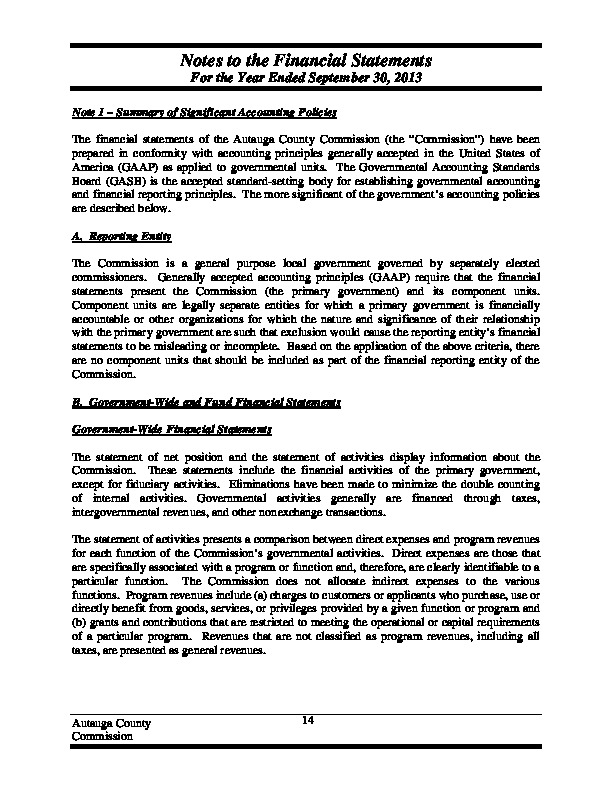 Notes to the Financial Statements
For the Year Ended September 30, 2013
Note 1 – Summary of Significant Accounting Policies
The financial statements of the Autauga County Commission (the "Commission") have been
prepared in conformity with accounting principles generally accepted in the United States of
America (GAAP) as applied to governmental units. The Governmental Accounting Standards
Board (GASB) is the accepted standard-setting body for establishing governmental accounting
and financial reporting principles. The more significant of the government's accounting policies
are described below.
A. Reporting Entity
The Commission is a general purpose local government governed by separately elected
commissioners. Generally accepted accounting principles (GAAP) require that the financial
statements present the Commission (the primary government) and its component units.
Component units are legally separate entities for which a primary government is financially
accountable or other organizations for which the nature and significance of their relationship
with the primary government are such that exclusion would cause the reporting entity's financial
statements to be misleading or incomplete. Based on the application of the above criteria, there
are no component units that should be included as part of the financial reporting entity of the
Commission.
B. Government-Wide and Fund Financial Statements
Government-Wide Financial Statements
The statement of net position and the statement of activities display information about the
Commission. These statements include the financial activities of the primary government,
except for fiduciary activities. Eliminations have been made to minimize the double counting
of internal activities. Governmental activities generally are financed through taxes,
intergovernmental revenues, and other nonexchange transactions.
The statement of activities presents a comparison between direct expenses and program revenues
for each function of the Commission's governmental activities. Direct expenses are those that
are specifically associated with a program or function and, therefore, are clearly identifiable to a
particular function. The Commission does not allocate indirect expenses to the various
functions. Program revenues include (a) charges to customers or applicants who purchase, use or
directly benefit from goods, services, or privileges provided by a given function or program and
(b) grants and contributions that are restricted to meeting the operational or capital requirements
of a particular program. Revenues that are not classified as program revenues, including all
taxes, are presented as general revenues.
Autauga County
Commission
14